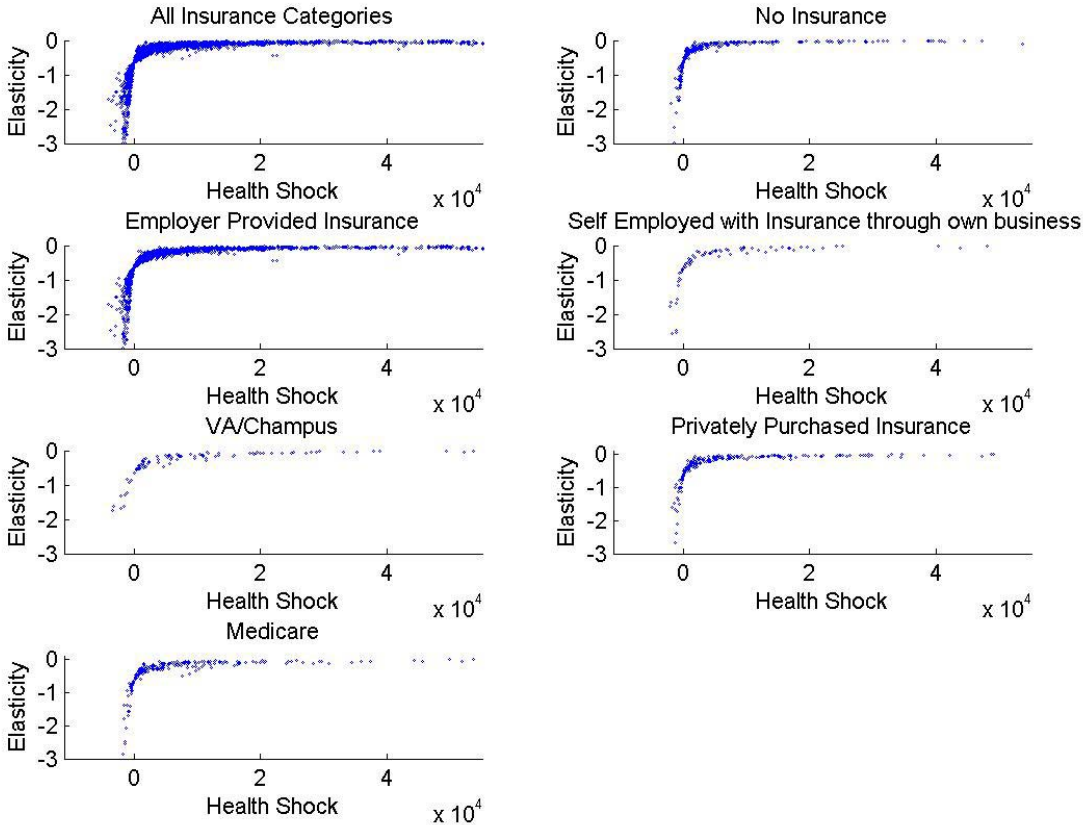 All Insurance Categories
0
-1
-2
-3
Elasticity
0 2 4
x 10^4
Health Shock
No Insurance
0
-1
-2
-3
Elasticity
0 2 4
x 10^4
Health Shock
Employer Provided Insurance
0
-1
-2
-3
Elasticity
0 2 4
x 10^4
Health Shock
Self Employed with Insurance through own business
0
-1
-2
-3
Elasticity
0 2 4
x 10^4
Health Shock
VA/Champus
0
-1
-2
-3
Elasticity
0 2 4
x 10^4
Health Shock
Privately Purchased Insurance
0
-1
-2
-3
Elasticity
0 2 4
x 10^4
Health Shock
Medicare
0
-1
-2
-3
Elasticity
0 2 4
x 10^4
Health Shock